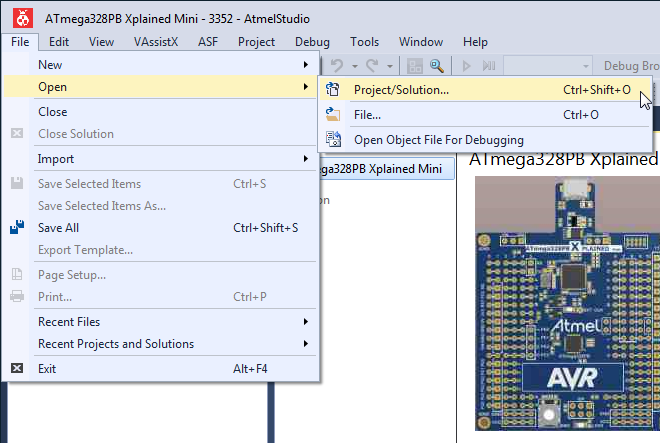 ATmega328PB Xplained Mini - 3352 - AtmelStudio
File Edit View VAssistX ASF Project Debug Tools Window Help
New
Debug Bro
Open
Project/Solution... Ctrl+Shift+O
File... Ctrl+O
Open Object File For Debugging
Close
Close Solution
Import
ega328PB Xplained Mini
ATmega328PB Xplained
Save Selected Items Ctrl+S
Save Selected Items As...
on
Save All Ctrl+Shift+S
Export Template...
Page Setup...
Print... Ctrl+P
Recent Files
Recent Projects and Solutions
Exit Alt+F4
ATmega328PB X PLAINED
Atmel
AVR